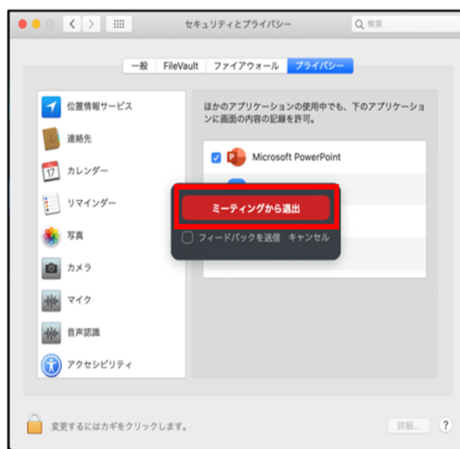 セキュリティとプライバシー
検索
一般
FileVault
ファイアウォール
プライバシー
位置情報サービス
連絡先
17
カレンダー
リマインダー
写真
カメラ
マイク
音声認識
アクセシビリティ
ほかのアプリケーションの使用中でも、下のアプリケーショ
ンに画面の内容の記録を許可。
Microsoft PowerPoint
ミーティングから退出
フィードバックを送信 キャンセル
変更するにはカギをクリックします。
詳細...
?